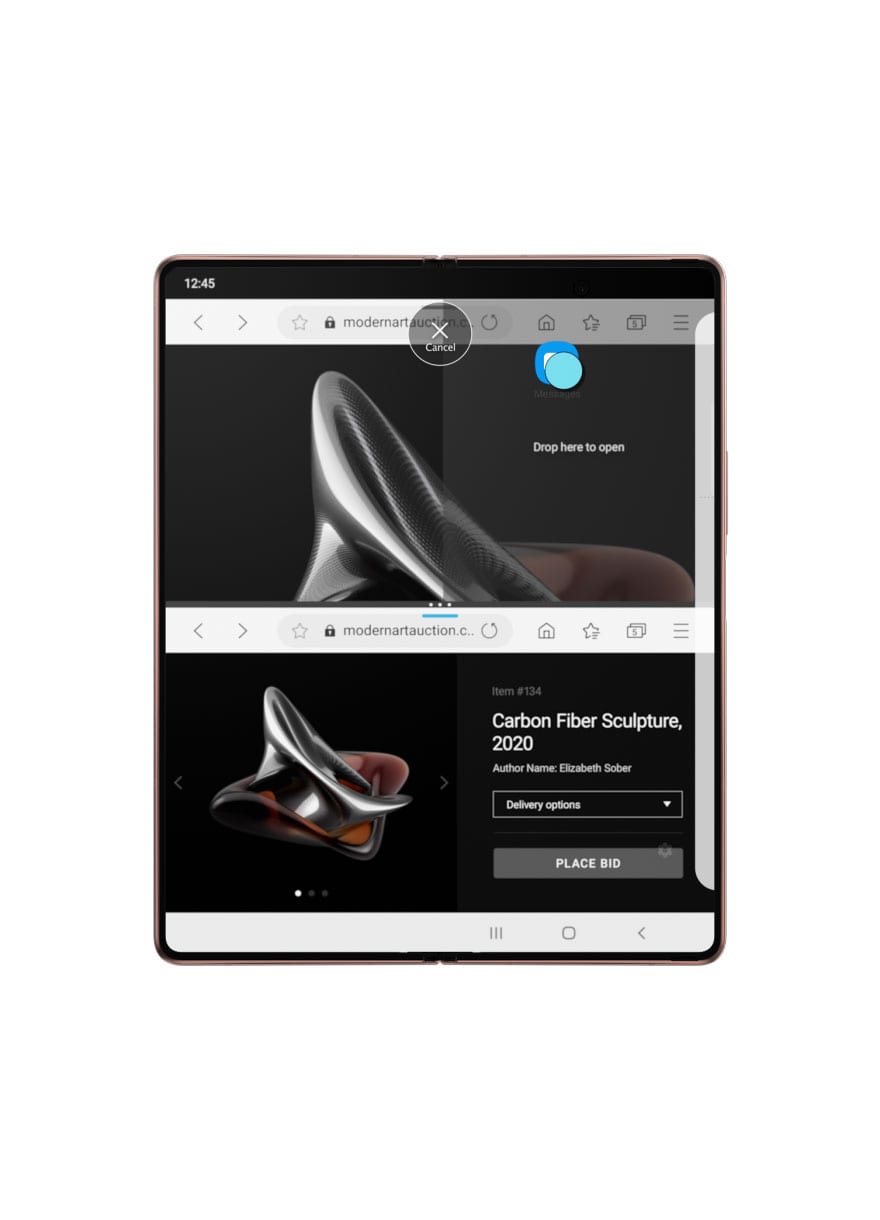 12:45
modernartauction.c..
5
Cancel
Messages
Drop here to open
modernartauction.c..
5
Item #134
Carbon Fiber Sculpture,
2020
Author Name: Elizabeth Sober
Delivery options
PLACE BID